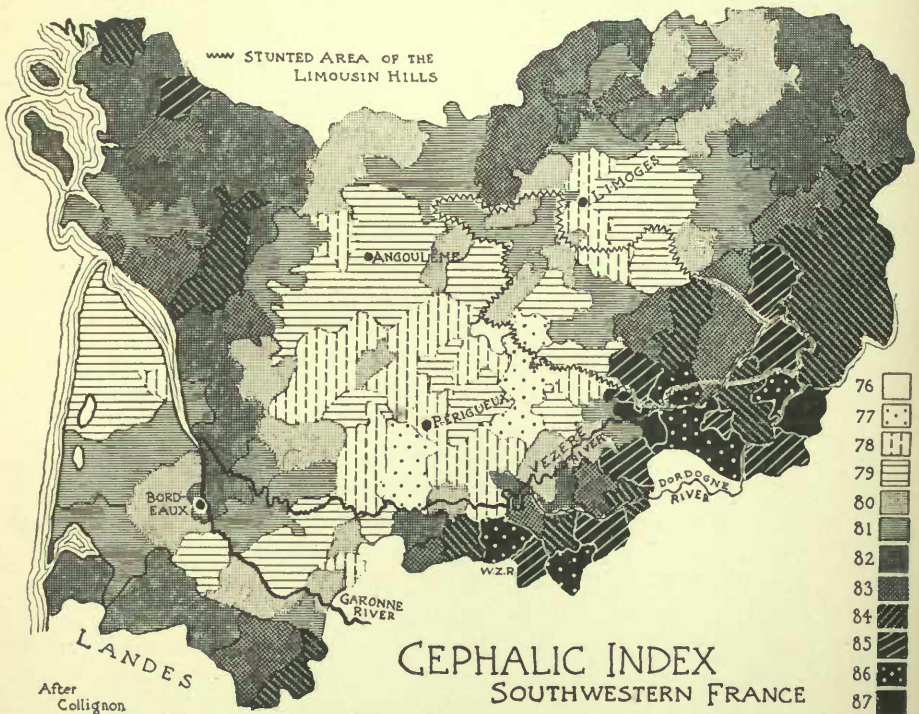 STUNTED AREA OF THE
LIMOUSIN HILLS
LIMOGES
ANGOULÊME
51
PÉRIGUEUX
VÉZÈRE
RIVER
DORDOGNE
RIVER
BORD-
EAUX
W.Z.R.
GARONNE
RIVER
LANDES
After
Collignon
CEPHALIC INDEX
SOUTHWESTERN FRANCE
76
77
78
79
80
81
82
83
84
85
86
87